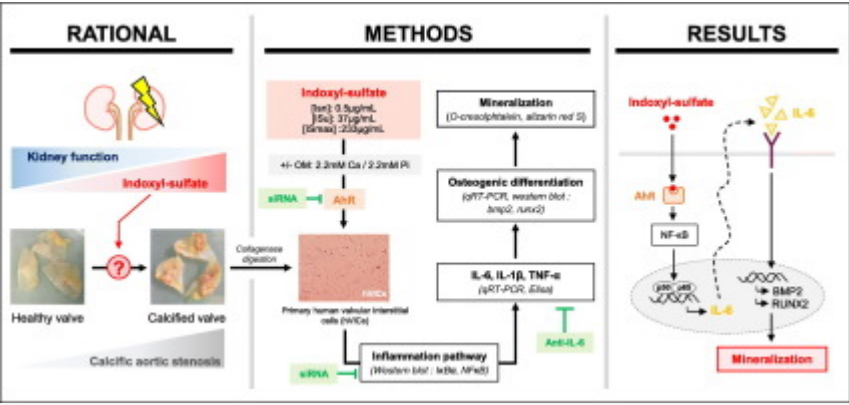 RATIONAL
Kidney function
Indoxyl-sulfate
?
Healthy valve
Calcified valve
Calcific aortic stenosis
METHODS
Indoxyl-sulfate
[Isn]: 0.5µg/mL
[ISu]: 37µg/mL
[ISmax] :233µg/mL
+/- OM: 2.2mM Ca / 2.2mM Pi
siRNA
AhR
Collagenase
digestion
hVICs
Primary human valvular interstitial
cells (hVICs)
siRNA
Inflammation pathway
(Western blot : IκBα, NFκB)
Mineralization
(O-cresolphtalein, alizarin red S)
Osteogenic differentiation
(qRT-PCR, western blot :
bmp2, runx2)
IL-6, IL-1β, TNF-α
(qRT-PCR, Elisa)
Anti-IL-6
RESULTS
Indoxyl-sulfate
IL-6
AhR
NF-κB
p50 p65
IL-6
BMP2
RUNX2
Mineralization